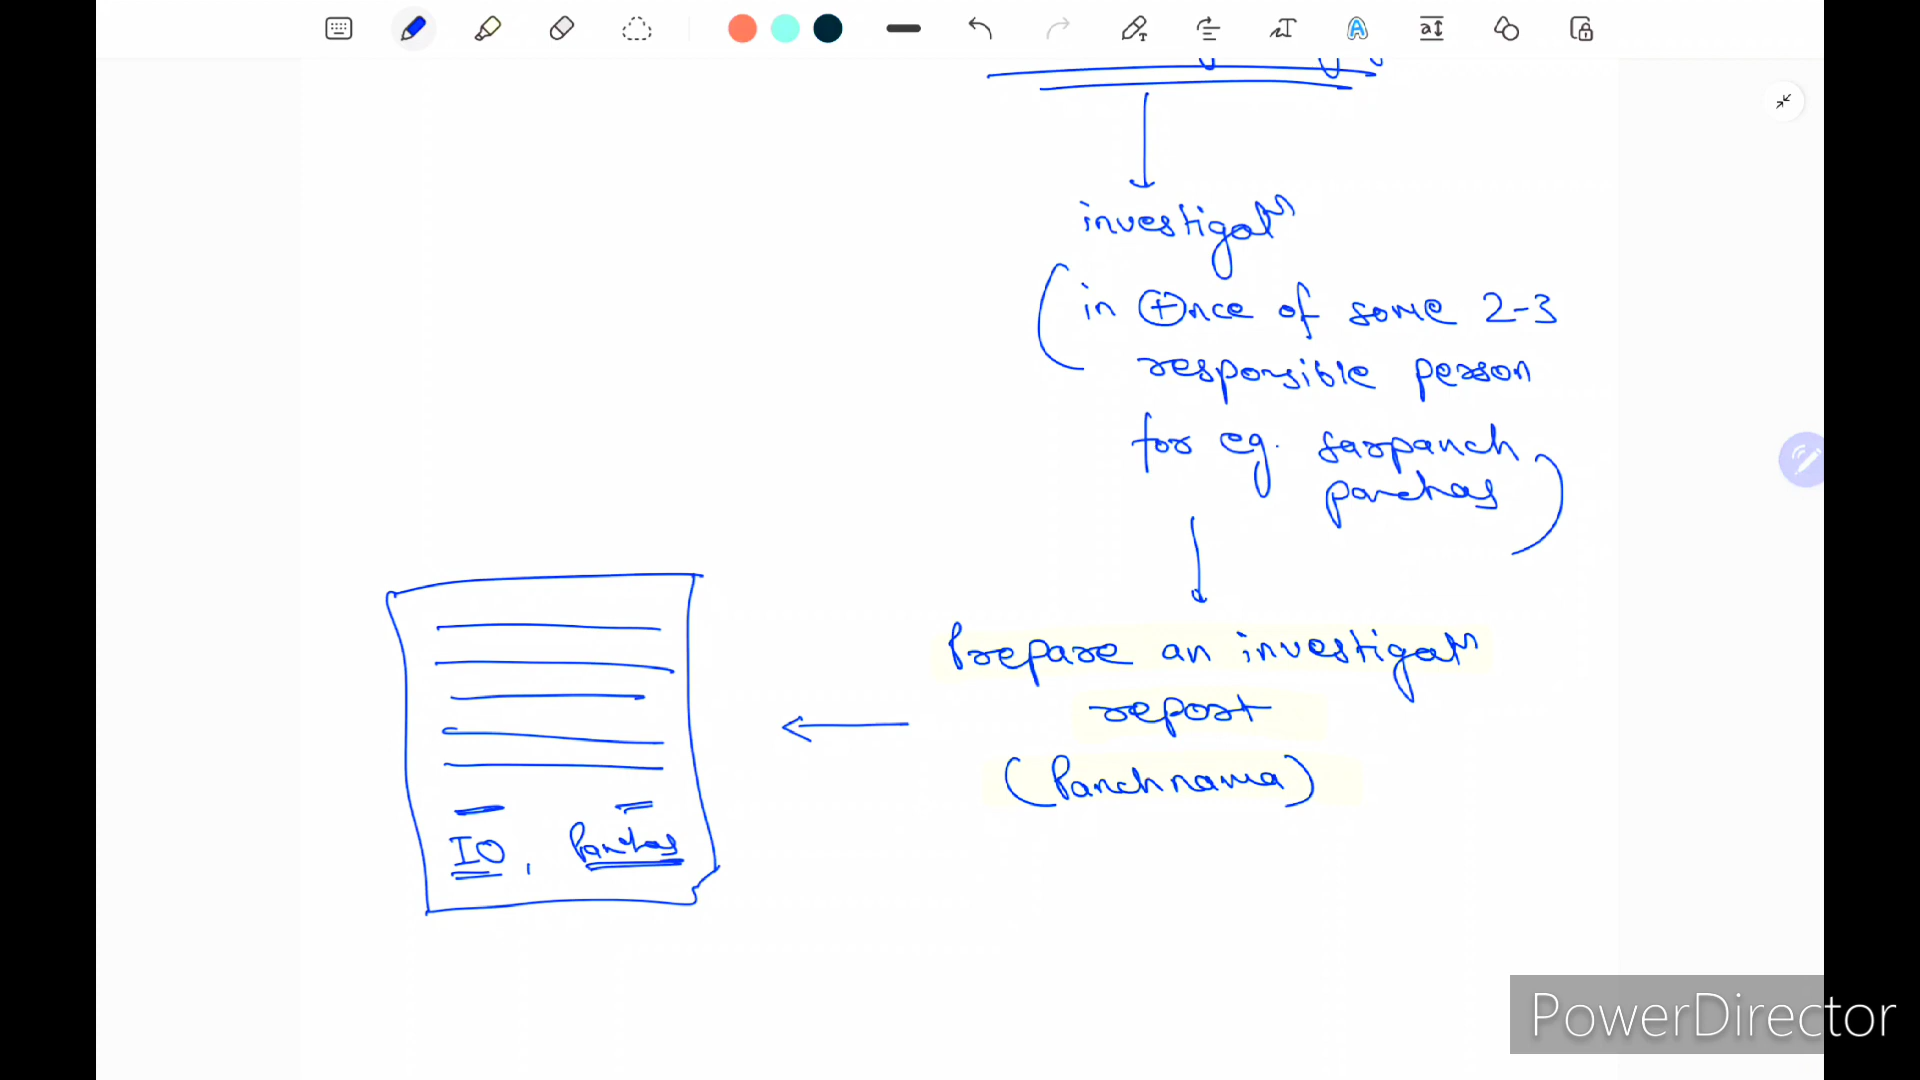 investigatⁿ
(in ⊕nce of some 2-3
responsible person
for eg. sarpanch,
panchas)
Prepare an investigatⁿ
report
(Panchnama)
IO, Panchas
PowerDirector